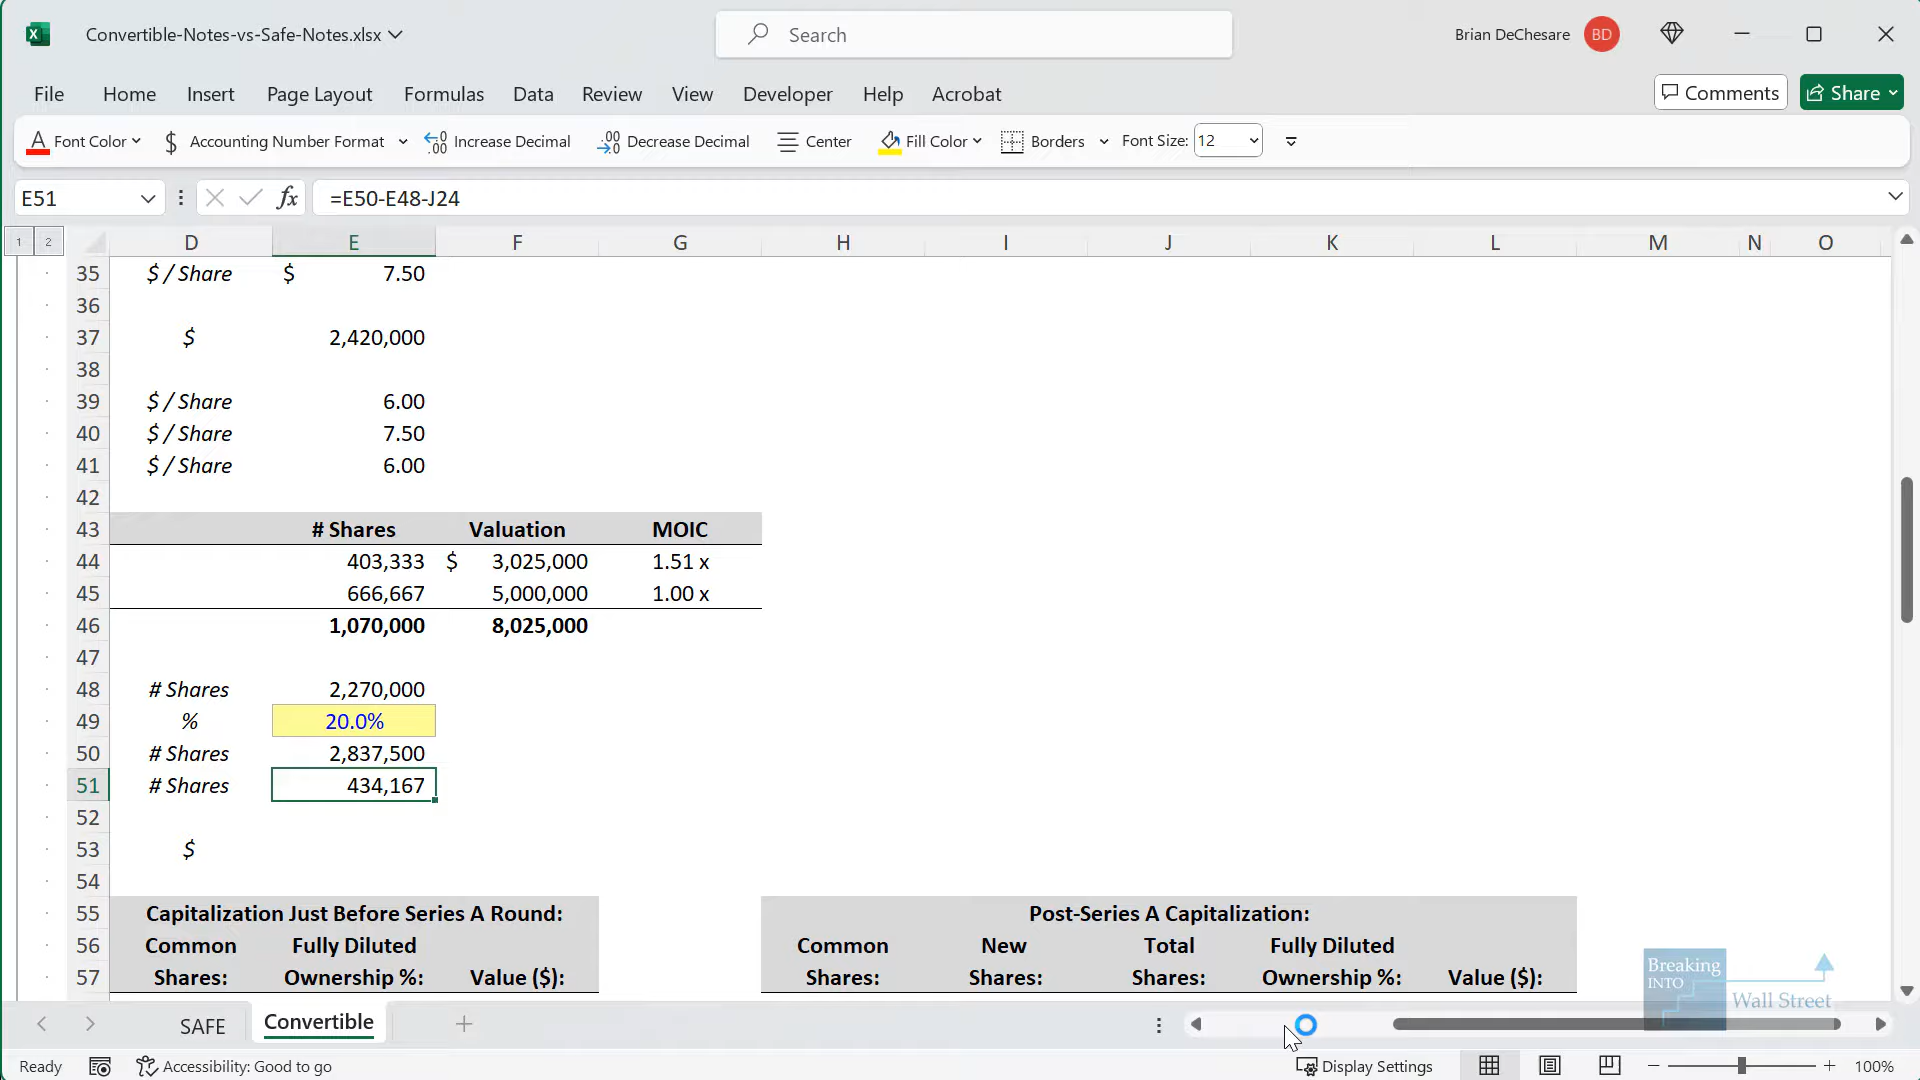 Convertible-Notes-vs-Safe-Notes.xlsx
Search
Brian DeChesare
BD
File Home Insert Page Layout Formulas Data Review View Developer Help Acrobat
Comments
Share
Font Color
$ Accounting Number Format
Increase Decimal
Decrease Decimal
Center
Fill Color
Borders
Font Size: 12
E51
fx
=E50-E48-J24
1 2
D E F G H I J K L M N O
35 $ / Share $ 7.50
36
37 $ 2,420,000
38
39 $ / Share 6.00
40 $ / Share 7.50
41 $ / Share 6.00
42
43 # Shares Valuation MOIC
44 403,333 $ 3,025,000 1.51 x
45 666,667 5,000,000 1.00 x
46 1,070,000 8,025,000
47
48 # Shares 2,270,000
49 % 20.0%
50 # Shares 2,837,500
51 # Shares 434,167
52
53 $
54
55 Capitalization Just Before Series A Round: Post-Series A Capitalization:
56 Common Fully Diluted Common New Total Fully Diluted
57 Shares: Ownership %: Value ($): Shares: Shares: Shares: Ownership %: Value ($):
Breaking
INTO
Wall Street
SAFE Convertible
Ready
Accessibility: Good to go
Display Settings
100%